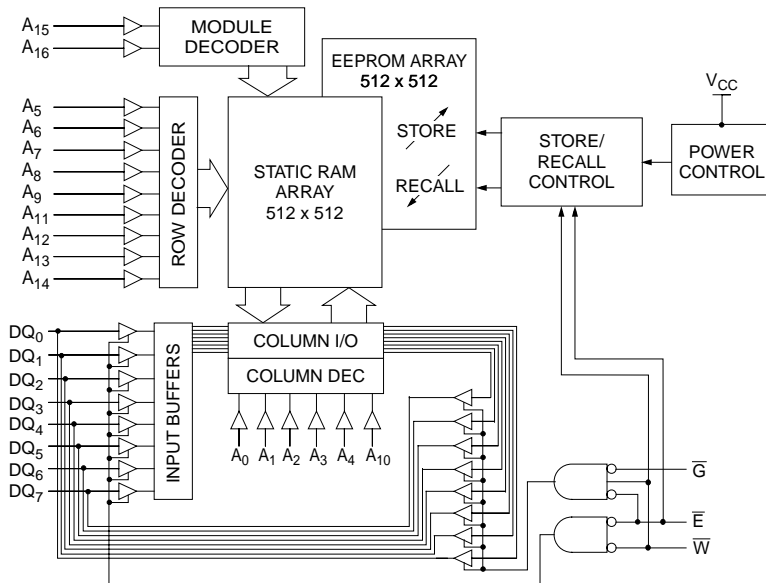 A15
A16
MODULE
DECODER
EEPROM ARRAY
512 x 512
STORE
RECALL
VCC
STORE/
RECALL
CONTROL
POWER
CONTROL
A5
A6
A7
A8
A9
A11
A12
A13
A14
ROW DECODER
STATIC RAM
ARRAY
512 x 512
DQ0
DQ1
DQ2
DQ3
DQ4
DQ5
DQ6
DQ7
INPUT BUFFERS
COLUMN I/O
COLUMN DEC
A0 A1 A2 A3 A4 A10
G̅
E̅
W̅